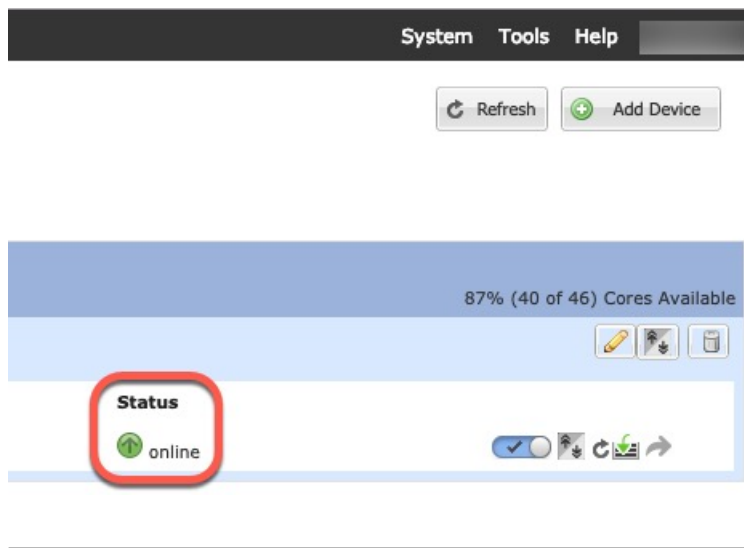 System Tools Help
Refresh Add Device
87% (40 of 46) Cores Available
Status
online